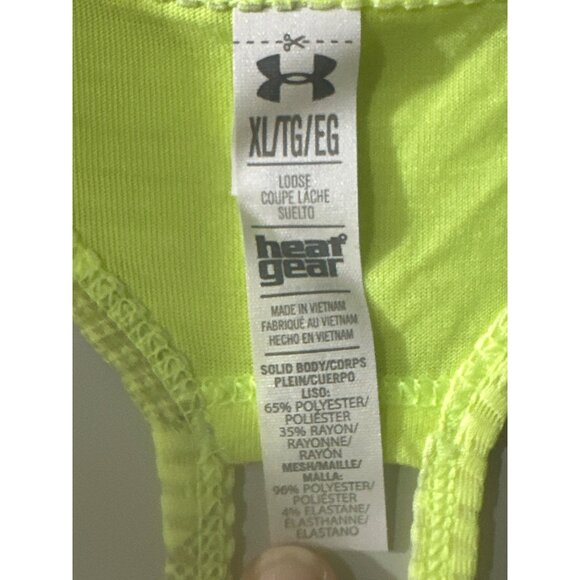 XL/TG/EG
LOOSE
COUPE LÂCHE
SUELTO
heat
gear
MADE IN VIETNAM
FABRIQUÉ AU VIETNAM
HECHO EN VIETNAM
SOLID BODY/CORPS
PLEIN/CUERPO
LISO:
65% POLYESTER/
POLIÉSTER
35% RAYON/
RAYONNE/
RAYÓN
MESH/MAILLE/
MALLA:
96% POLYESTER/
POLIÉSTER
4% ELASTANE/
ÉLASTHANNE/
ELASTANO